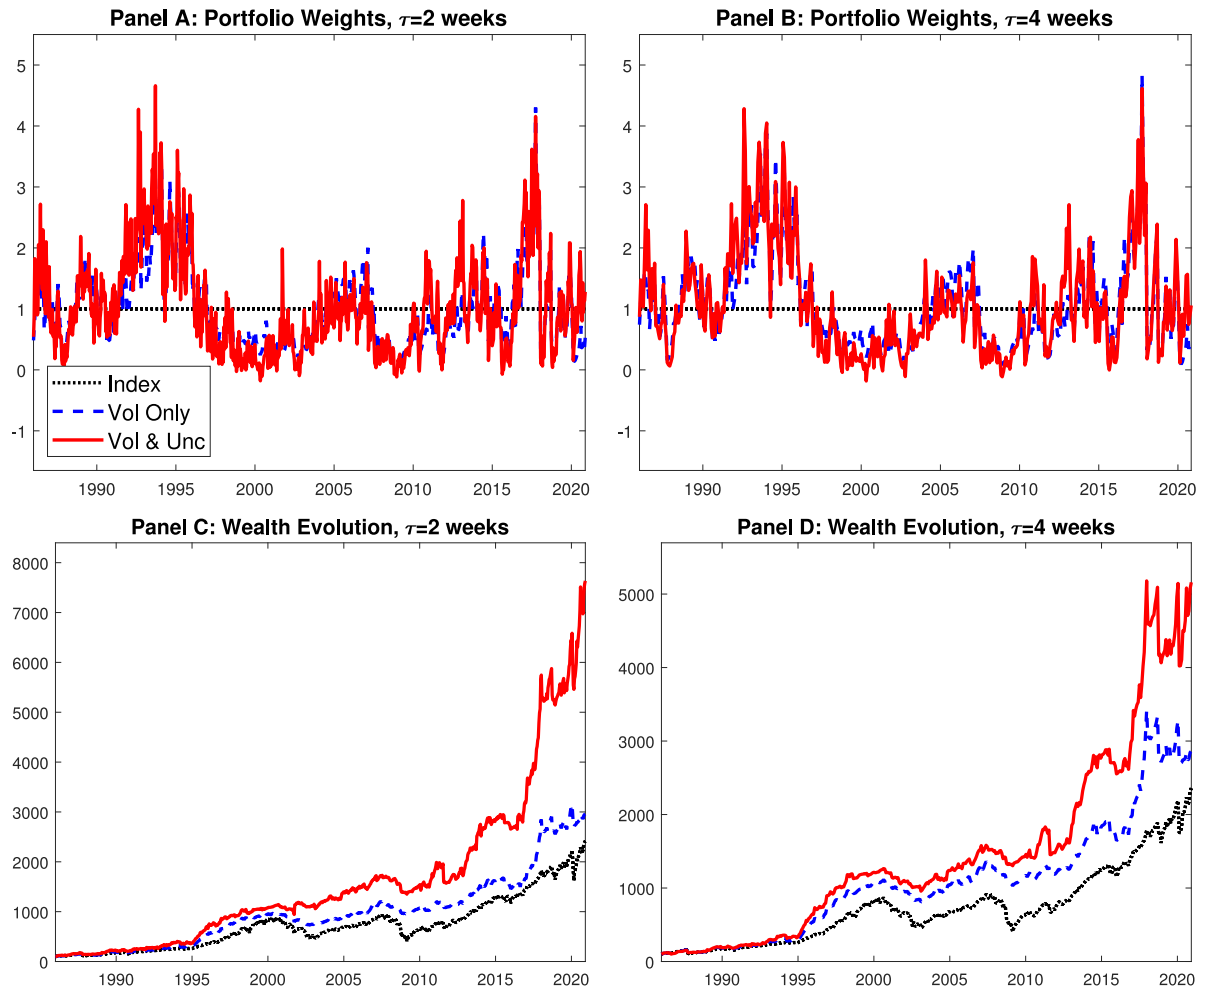 Panel A: Portfolio Weights, τ=2 weeks
5
4
3
2
1
0
-1
Index
Vol Only
Vol & Unc
1990 1995 2000 2005 2010 2015 2020
Panel B: Portfolio Weights, τ=4 weeks
5
4
3
2
1
0
-1
1990 1995 2000 2005 2010 2015 2020
Panel C: Wealth Evolution, τ=2 weeks
8000
7000
6000
5000
4000
3000
2000
1000
0
1990 1995 2000 2005 2010 2015 2020
Panel D: Wealth Evolution, τ=4 weeks
5000
4000
3000
2000
1000
0
1990 1995 2000 2005 2010 2015 2020